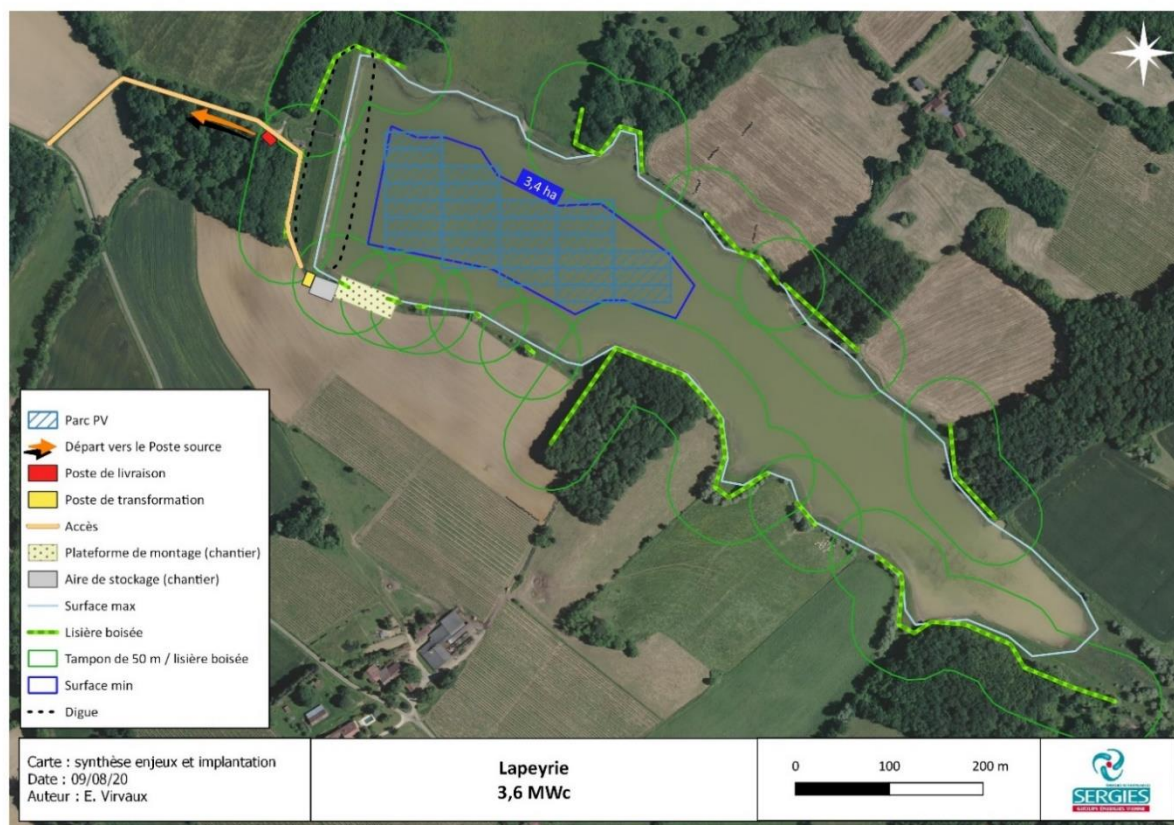 3,4 ha
Parc PV
Départ vers le Poste source
Poste de livraison
Poste de transformation
Accès
Plateforme de montage (chantier)
Aire de stockage (chantier)
Surface max
Lisière boisée
Tampon de 50 m / lisière boisée
Surface min
Digue
Carte : synthèse enjeux et implantation
Date : 09/08/20
Auteur : E. Virvaux
Lapeyrie
3,6 MWc
0 100 200 m
SERGIES